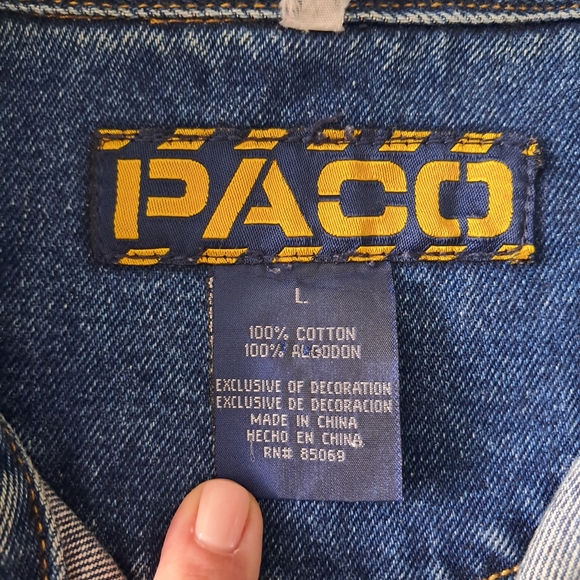 PACO
L
100% COTTON
100% ALGODON
EXCLUSIVE OF DECORATION
EXCLUSIVE DE DECORACION
MADE IN CHINA
HECHO EN CHINA
RN# 85069